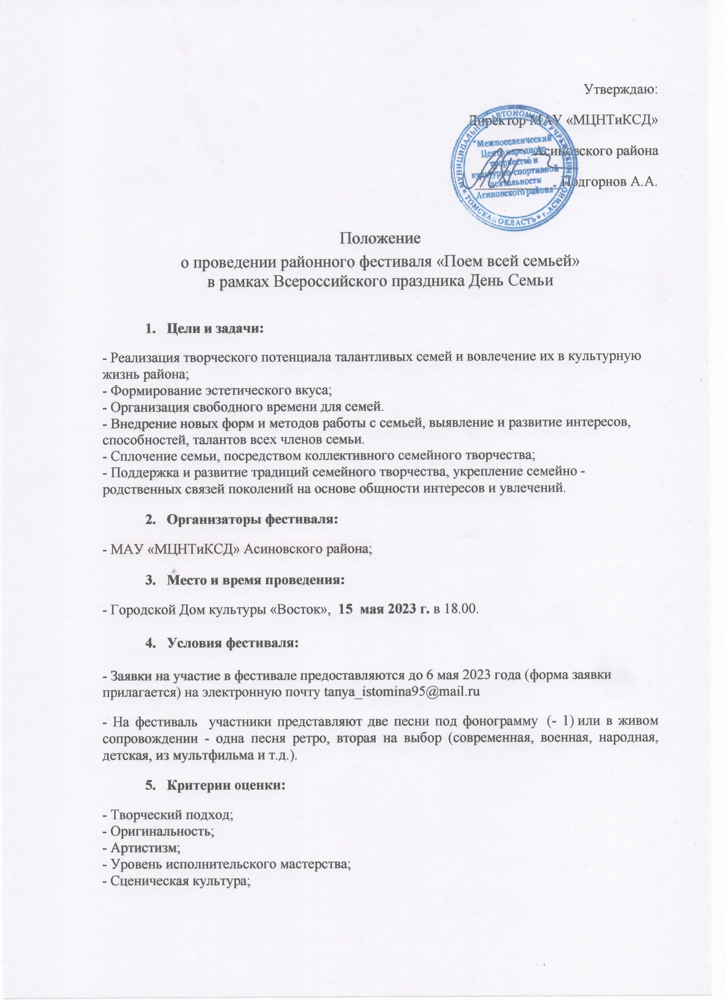 Утверждаю:
Директор МАУ «МЦНТиКСД»
Асиновского района
Подгорнов А.А.
МУНИЦИПАЛЬНОЕ АВТОНОМНОЕ УЧРЕЖДЕНИЕ * ТОМСКАЯ ОБЛАСТЬ * г.АСИНО *
"Межпоселенческий
Центр народного
творчества и
культурно-спортивной
деятельности
Асиновского района"
Положение
о проведении районного фестиваля «Поем всей семьей»
в рамках Всероссийского праздника День Семьи
1. Цели и задачи:
- Реализация творческого потенциала талантливых семей и вовлечение их в культурную
жизнь района;
- Формирование эстетического вкуса;
- Организация свободного времени для семей.
- Внедрение новых форм и методов работы с семьей, выявление и развитие интересов,
способностей, талантов всех членов семьи.
- Сплочение семьи, посредством коллективного семейного творчества;
- Поддержка и развитие традиций семейного творчества, укрепление семейно -
родственных связей поколений на основе общности интересов и увлечений.
2. Организаторы фестиваля:
- МАУ «МЦНТиКСД» Асиновского района;
3. Место и время проведения:
- Городской Дом культуры «Восток», 15 мая 2023 г. в 18.00.
4. Условия фестиваля:
- Заявки на участие в фестивале предоставляются до 6 мая 2023 года (форма заявки
прилагается) на электронную почту tanya_istomina95@mail.ru
- На фестиваль участники представляют две песни под фонограмму (- 1) или в живом
сопровождении - одна песня ретро, вторая на выбор (современная, военная, народная,
детская, из мультфильма и т.д.).
5. Критерии оценки:
- Творческий подход;
- Оригинальность;
- Артистизм;
- Уровень исполнительского мастерства;
- Сценическая культура;